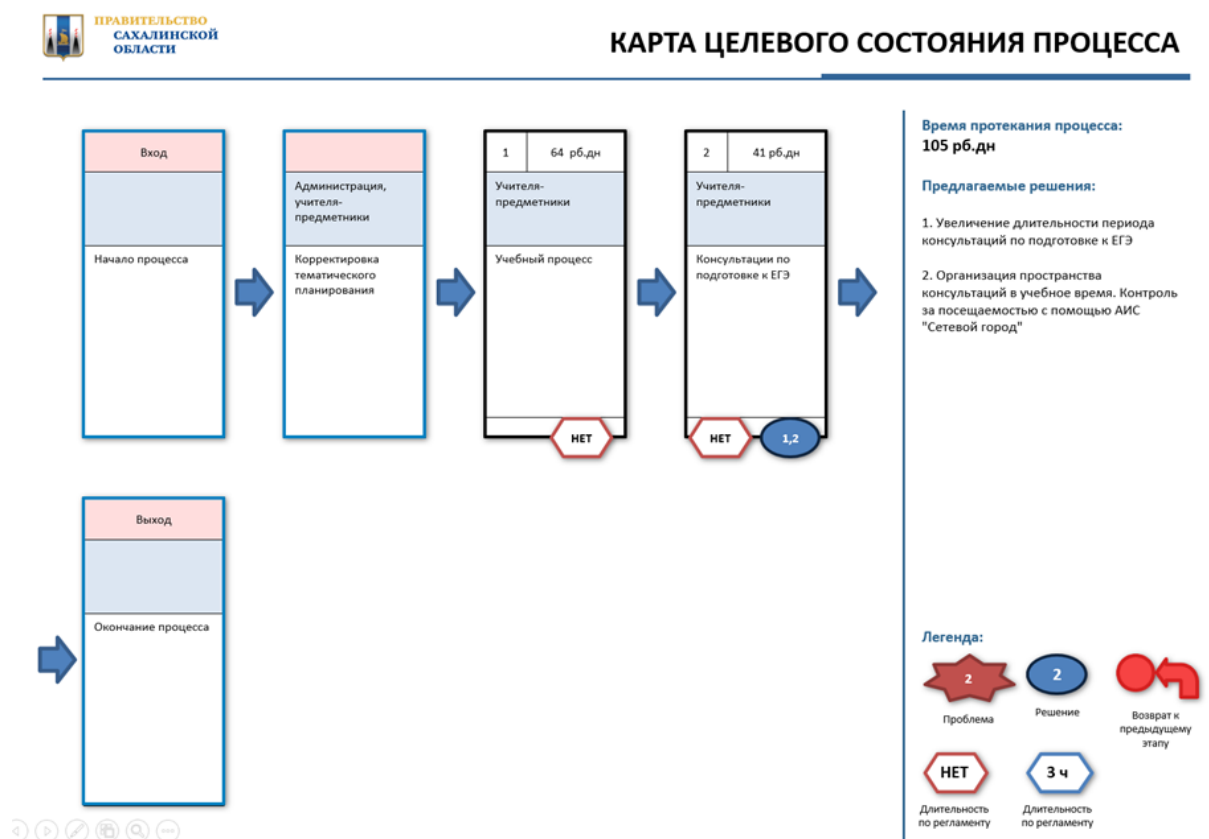 ПРАВИТЕЛЬСТВО
САХАЛИНСКОЙ
ОБЛАСТИ
КАРТА ЦЕЛЕВОГО СОСТОЯНИЯ ПРОЦЕССА
Вход
Начало процесса
Администрация,
учителя-
предметники
Корректировка
тематического
планирования
1
64 рб.дн
Учителя-
предметники
Учебный процесс
НЕТ
2
41 рб.дн
Учителя-
предметники
Консультации по
подготовке к ЕГЭ
НЕТ
1,2
Выход
Окончание процесса
Время протекания процесса:
105 рб.дн
Предлагаемые решения:
1. Увеличение длительности периода
консультаций по подготовке к ЕГЭ
2. Организация пространства
консультаций в учебное время. Контроль
за посещаемостью с помощью АИС
"Сетевой город"
Легенда:
2
Проблема
2
Решение
Возврат к
предыдущему
этапу
НЕТ
Длительность
по регламенту
3 ч
Длительность
по регламенту